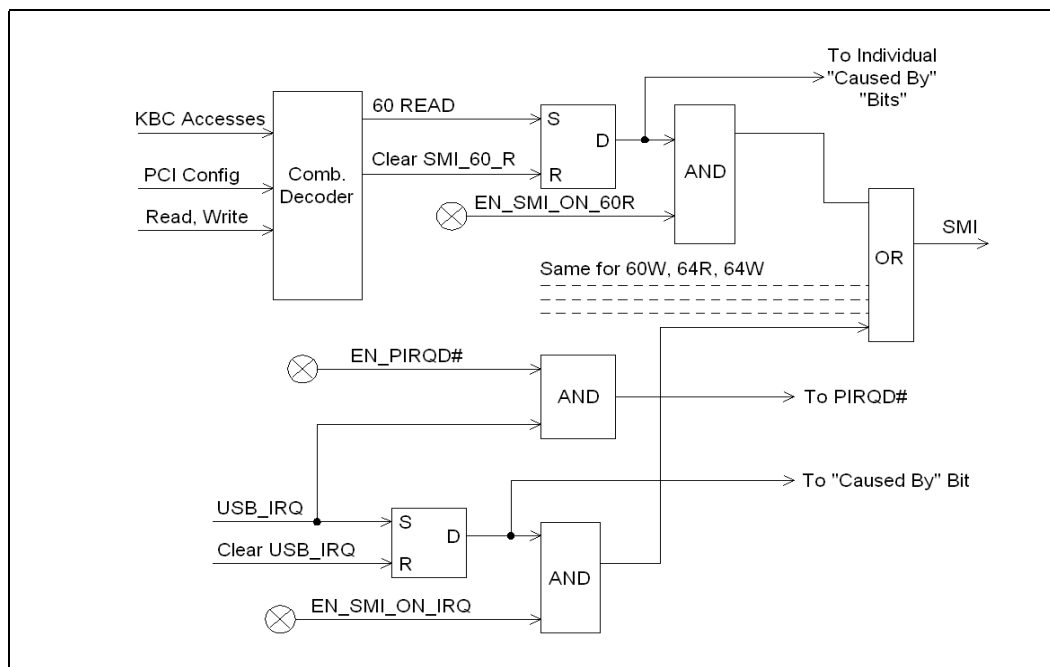 To Individual
"Caused By"
"Bits"
KBC Accesses
60 READ
S
D
R
AND
PCI Config
Comb.
Decoder
Clear SMI_60_R
Read, Write
EN_SMI_ON_60R
SMI
OR
Same for 60W, 64R, 64W
EN_PIRQD#
AND
To PIRQD#
To "Caused By" Bit
USB_IRQ
S
D
R
Clear USB_IRQ
AND
EN_SMI_ON_IRQ